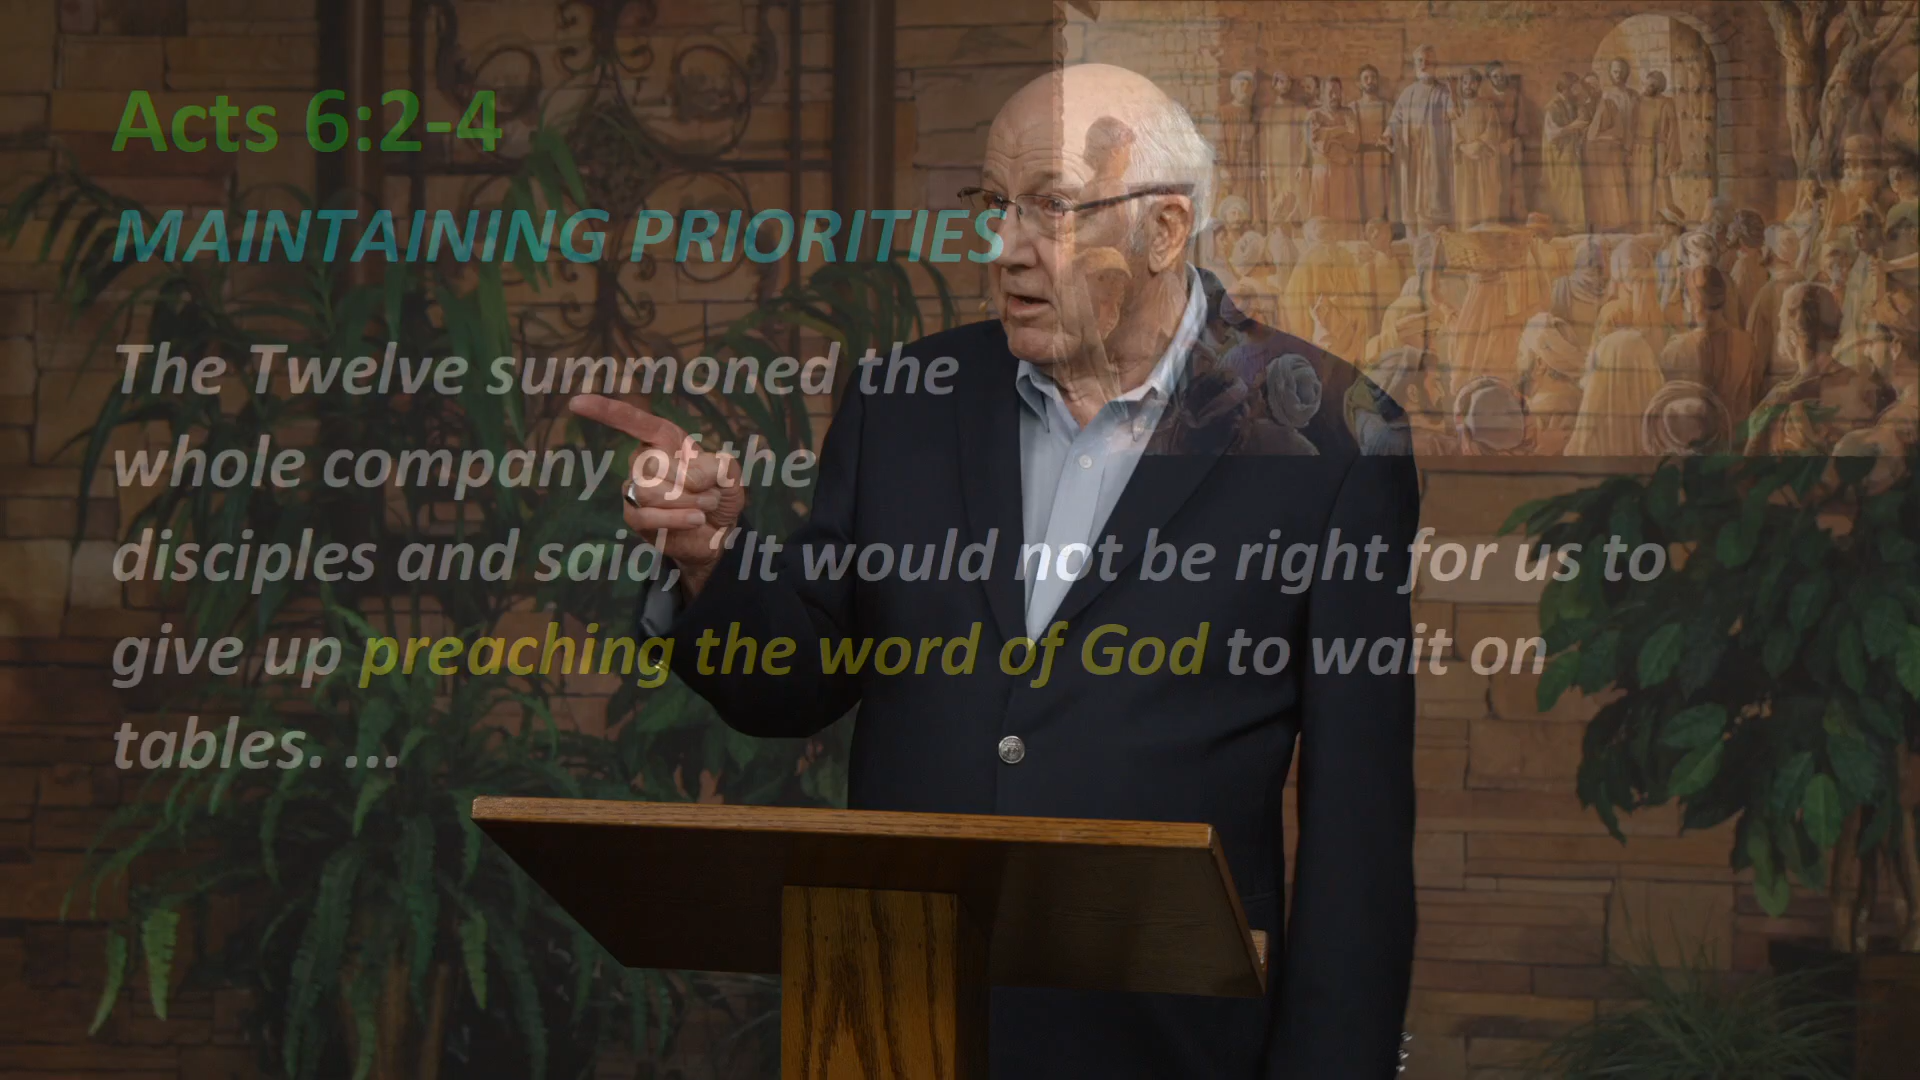 Acts 6:2-4
MAINTAINING PRIORITIES
The Twelve summoned the
whole company of the
disciples and said, “It would not be right for us to
give up preaching the word of God to wait on
tables. ...